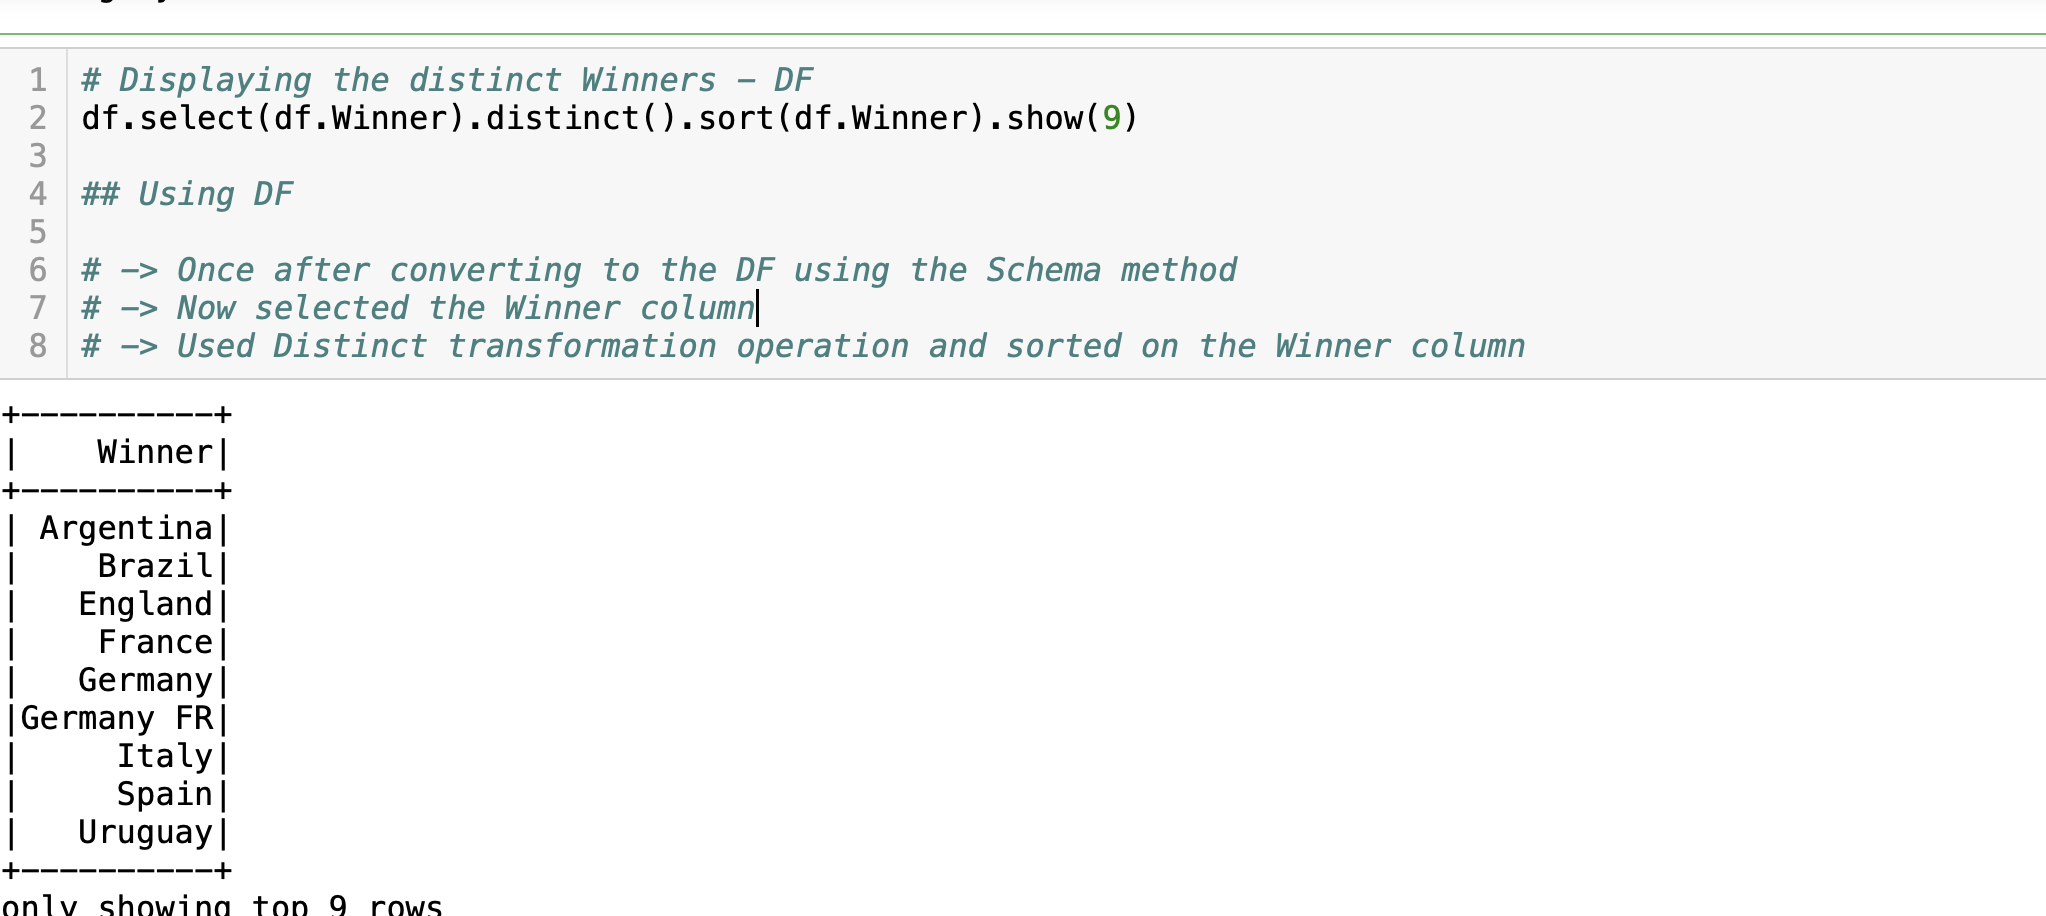 1 # Displaying the distinct Winners – DF
2 df.select(df.Winner).distinct().sort(df.Winner).show(9)
3
4 ## Using DF
5
6 # –> Once after converting to the DF using the Schema method
7 # –> Now selected the Winner column
8 # –> Used Distinct transformation operation and sorted on the Winner column
+----------+
|    Winner|
+----------+
| Argentina|
|    Brazil|
|   England|
|    France|
|   Germany|
|Germany FR|
|     Italy|
|     Spain|
|   Uruguay|
+----------+
only showing top 9 rows